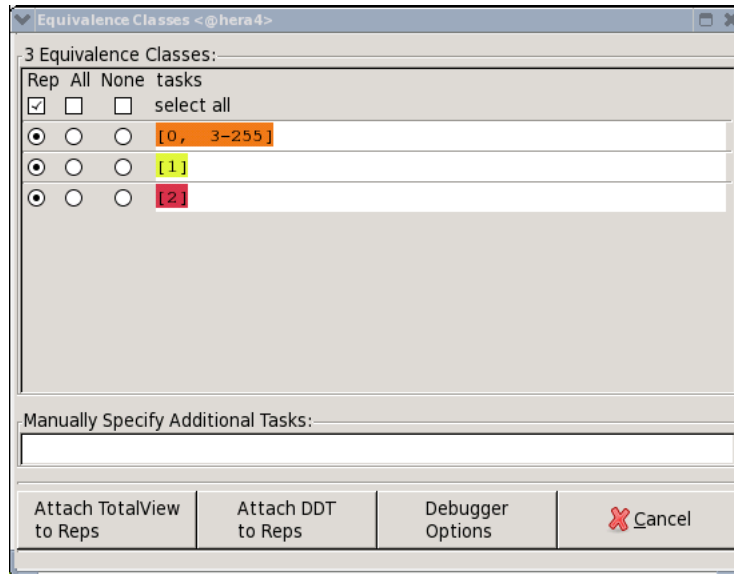 Equivalence Classes <@hera4>
3 Equivalence Classes:
Rep All None tasks
select all
[0, 3-255]
[1]
[2]
Manually Specify Additional Tasks:
Attach TotalView
to Reps
Attach DDT
to Reps
Debugger
Options
Cancel